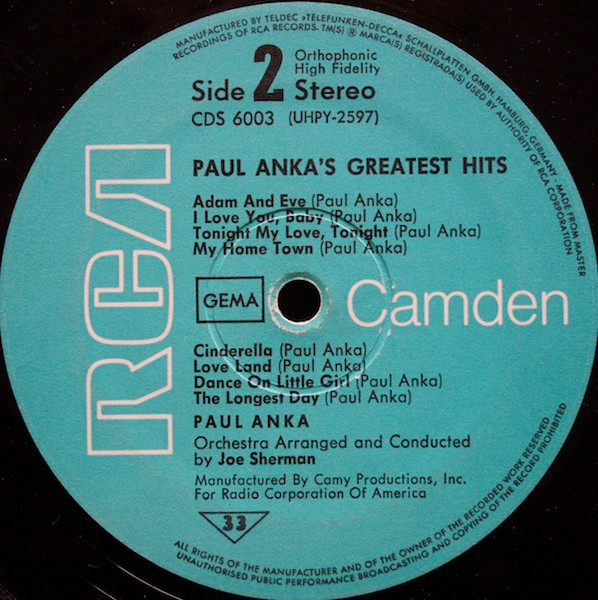 MANUFACTURED BY TELDEC »TELEFUNKEN-DECCA« SCHALLPLATTEN GMBH, HAMBURG, GERMANY - MADE FROM MASTER
RECORDINGS OF RCA RECORDS. TM(S) ® MARCA(S) REGISTRADA(S) USED BY AUTHORITY OF RCA CORPORATION
Side 2 Orthophonic
High Fidelity
Stereo
CDS 6003 (UHPY-2597)
PAUL ANKA'S GREATEST HITS
Adam And Eve (Paul Anka)
I Love You, Baby (Paul Anka)
Tonight My Love, Tonight (Paul Anka)
My Home Town (Paul Anka)
RCA
GEMA
Camden
Cinderella (Paul Anka)
Love Land (Paul Anka)
Dance On Little Girl (Paul Anka)
The Longest Day (Paul Anka)
PAUL ANKA
Orchestra Arranged and Conducted
by Joe Sherman
Manufactured By Camy Productions, Inc.
For Radio Corporation Of America
33
ALL RIGHTS OF THE MANUFACTURER AND OF THE OWNER OF THE RECORDED WORK RESERVED
UNAUTHORISED PUBLIC PERFORMANCE BROADCASTING AND COPYING OF THE RECORD PROHIBITED